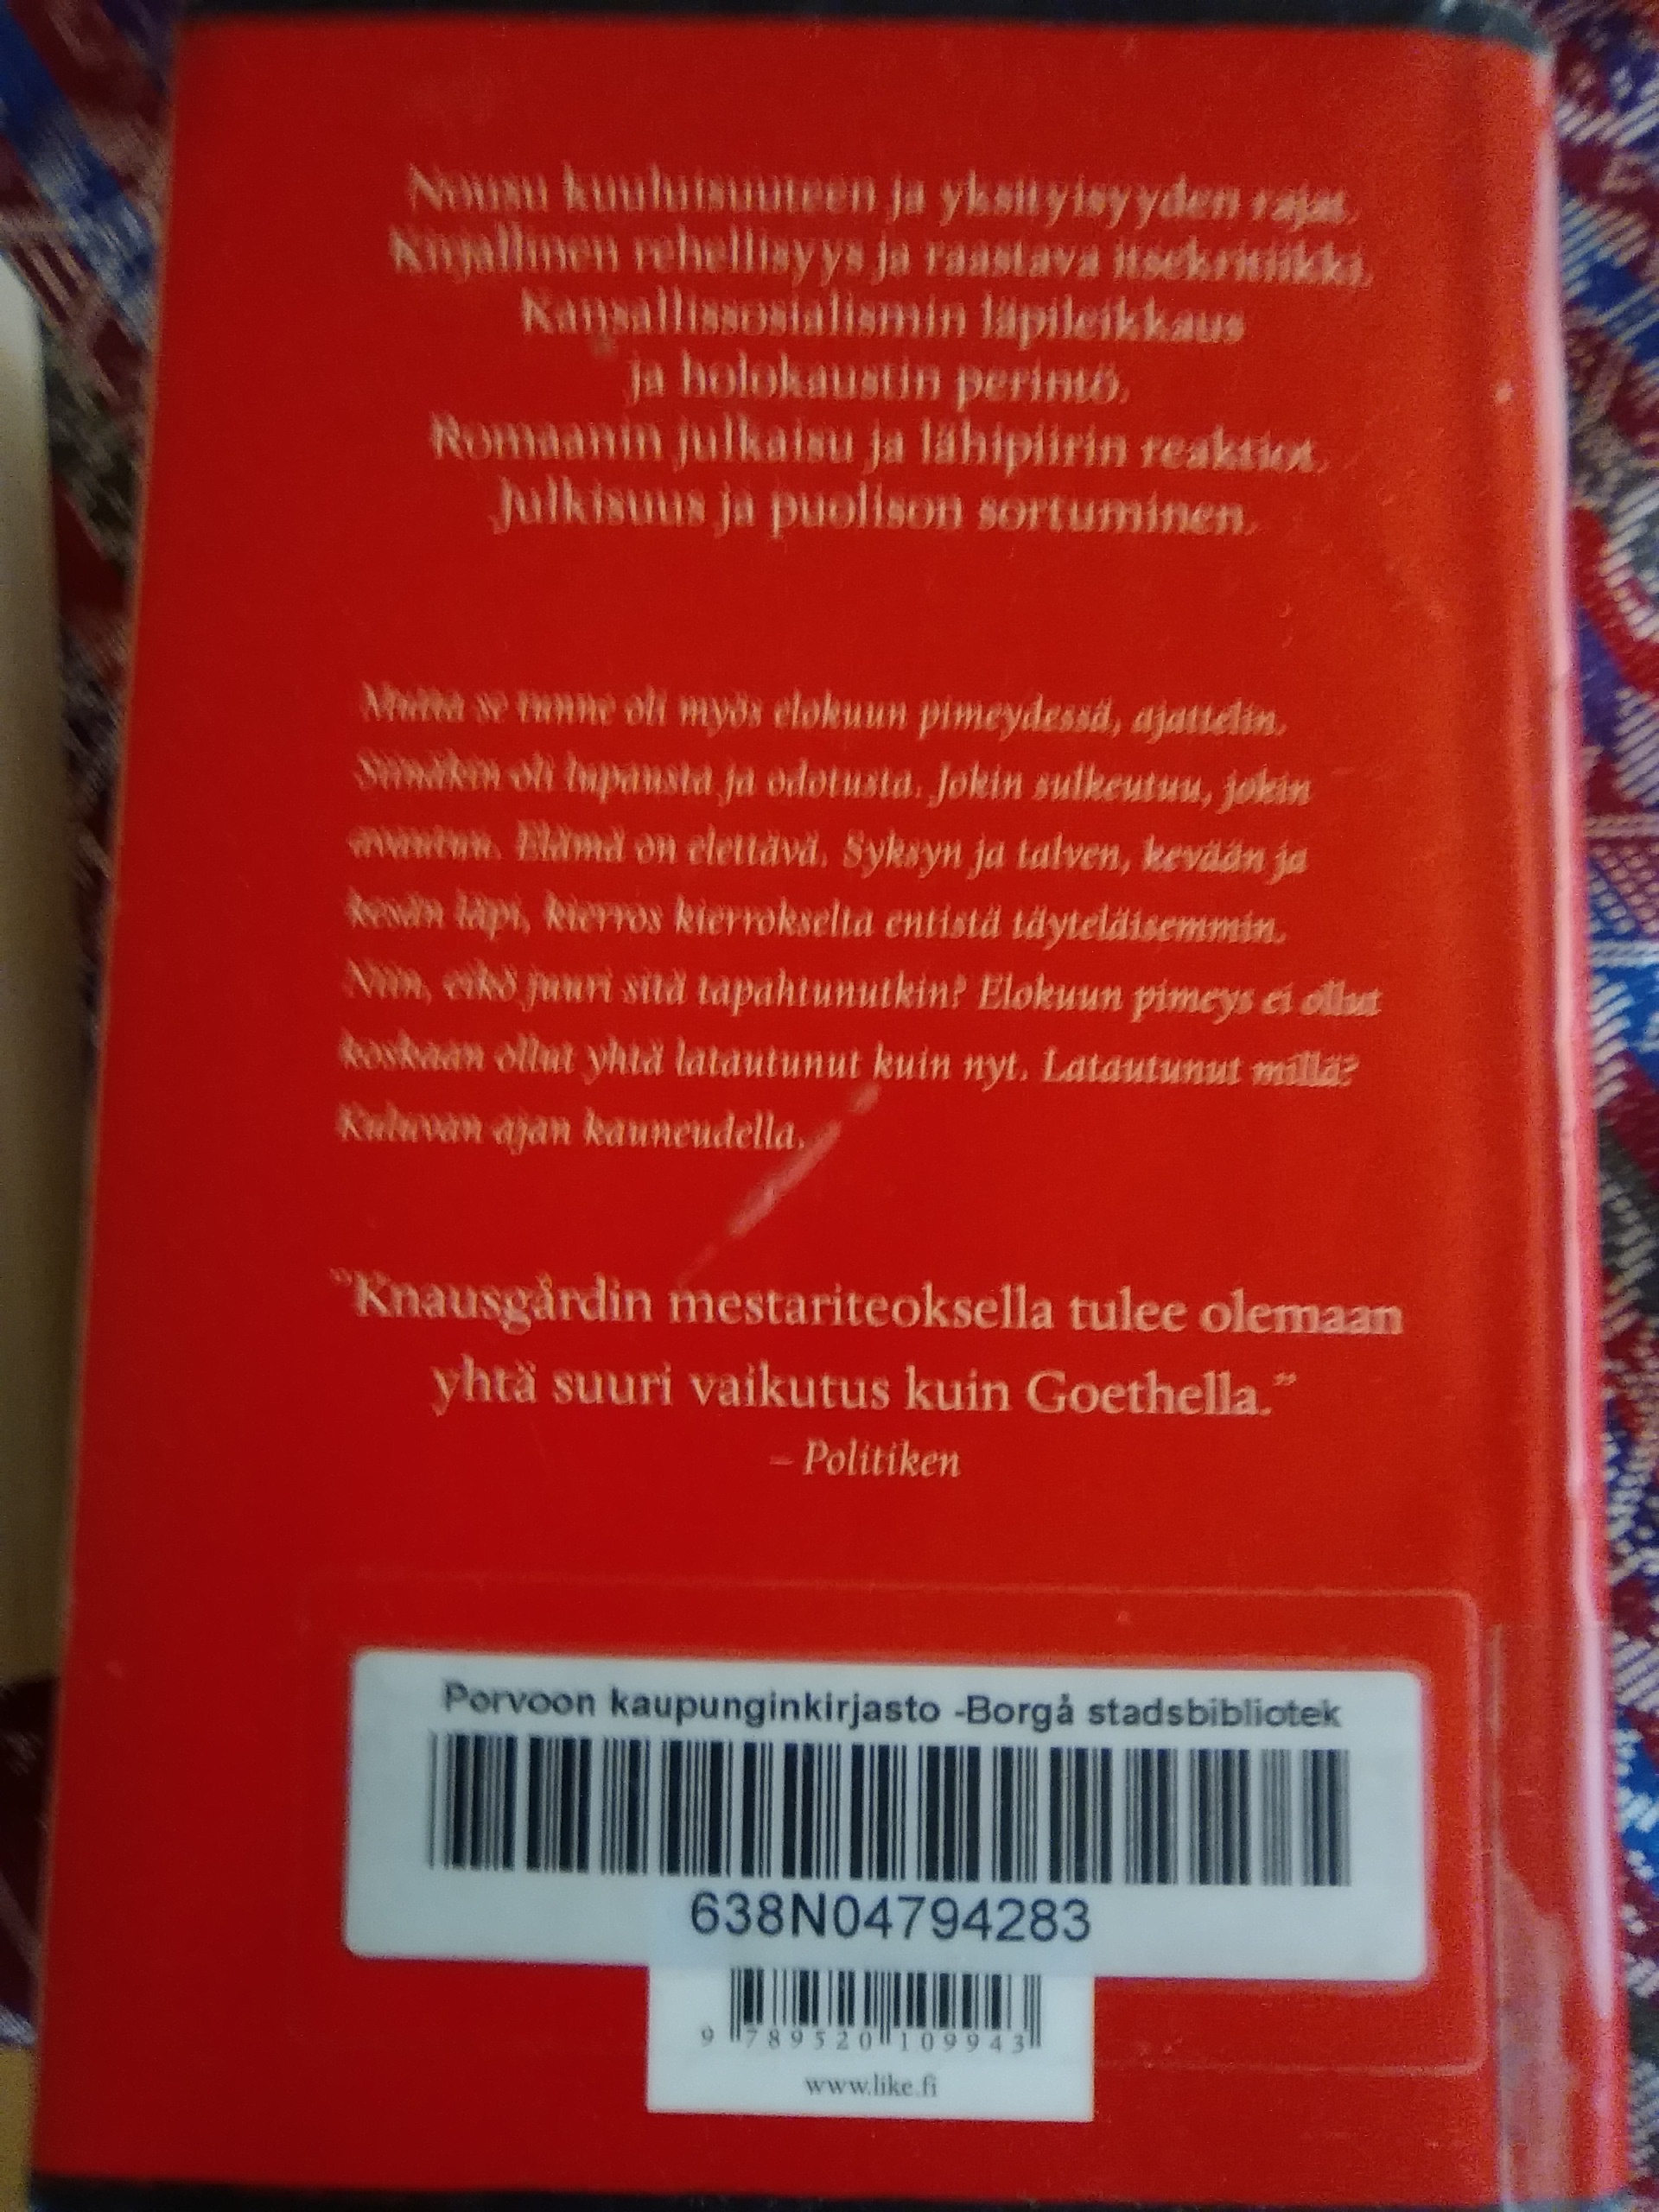 Nousu kuuluisuuteen ja yksityisyyden rajat.
Kirjallinen rehellisyys ja raastava itsekritiikki.
Kansallissosialismin läpileikkaus
ja holokaustin perintö.
Romaanin julkaisu ja lähipiirin reaktiot.
Julkisuus ja puolison sortuminen.
Mutta se tunne oli myös elokuun pimeydessä, ajattelin.
Siinäkin oli lupausta ja odotusta. Jokin sulkeutuu, jokin
avautuu. Elämä on elettävä. Syksyn ja talven, kevään ja
kesän läpi, kierros kierrokselta entistä täyteläisemmin.
Niin, eikö juuri sitä tapahtunutkin? Elokuun pimeys ei ollut
koskaan ollut yhtä latautunut kuin nyt. Latautunut millä?
Kuluvan ajan kauneudella.
"Knausgårdin mestariteoksella tulee olemaan
yhtä suuri vaikutus kuin Goethella."
– Politiken
Porvoon kaupunginkirjasto -Borgå stadsbibliotek
638N04794283
9 789520 109943
www.like.fi